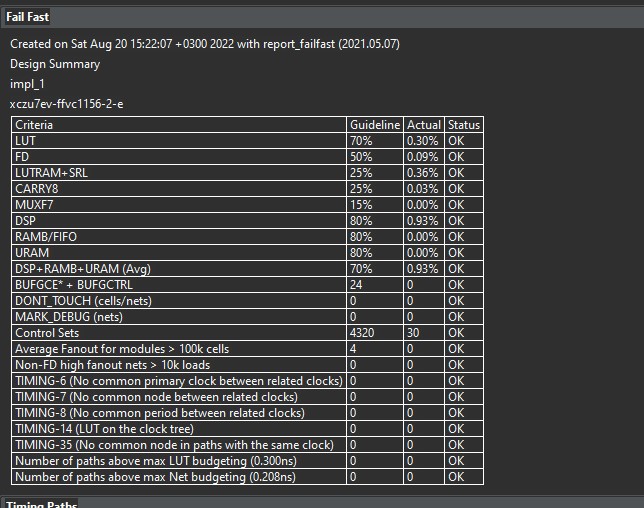 Fail Fast
Created on Sat Aug 20 15:22:07 +0300 2022 with report_failfast (2021.05.07)
Design Summary
impl_1
xczu7ev-ffvc1156-2-e
Criteria Guideline Actual Status
LUT 70% 0.30% OK
FD 50% 0.09% OK
LUTRAM+SRL 25% 0.36% OK
CARRY8 25% 0.03% OK
MUXF7 15% 0.00% OK
DSP 80% 0.93% OK
RAMB/FIFO 80% 0.00% OK
URAM 80% 0.00% OK
DSP+RAMB+URAM (Avg) 70% 0.93% OK
BUFGCE* + BUFGCTRL 24 0 OK
DONT_TOUCH (cells/nets) 0 0 OK
MARK_DEBUG (nets) 0 0 OK
Control Sets 4320 30 OK
Average Fanout for modules > 100k cells 4 0 OK
Non-FD high fanout nets > 10k loads 0 0 OK
TIMING-6 (No common primary clock between related clocks) 0 0 OK
TIMING-7 (No common node between related clocks) 0 0 OK
TIMING-8 (No common period between related clocks) 0 0 OK
TIMING-14 (LUT on the clock tree) 0 0 OK
TIMING-35 (No common node in paths with the same clock) 0 0 OK
Number of paths above max LUT budgeting (0.300ns) 0 0 OK
Number of paths above max Net budgeting (0.208ns) 0 0 OK
Timing Paths